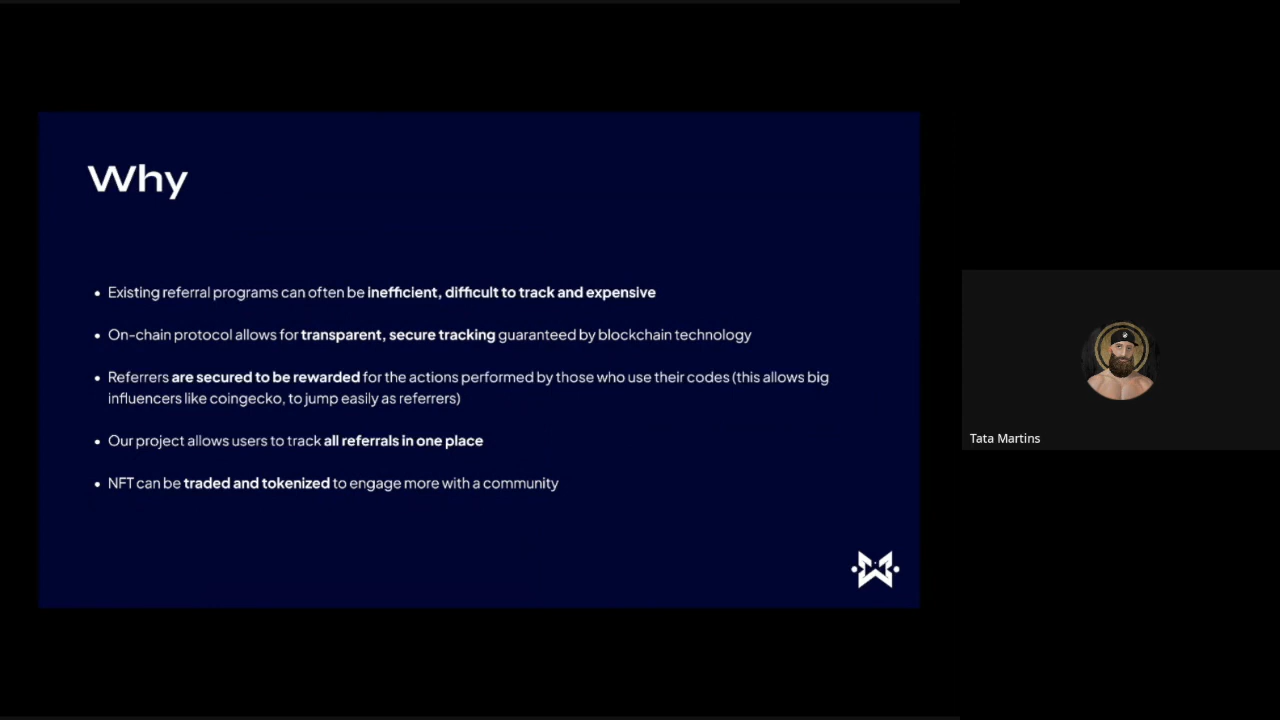 Why
• Existing referral programs can often be inefficient, difficult to track and expensive
• On-chain protocol allows for transparent, secure tracking guaranteed by blockchain technology
• Referrers are secured to be rewarded for the actions performed by those who use their codes (this allows big
influencers like coingecko, to jump easily as referrers)
• Our project allows users to track all referrals in one place
• NFT can be traded and tokenized to engage more with a community
Tata Martins